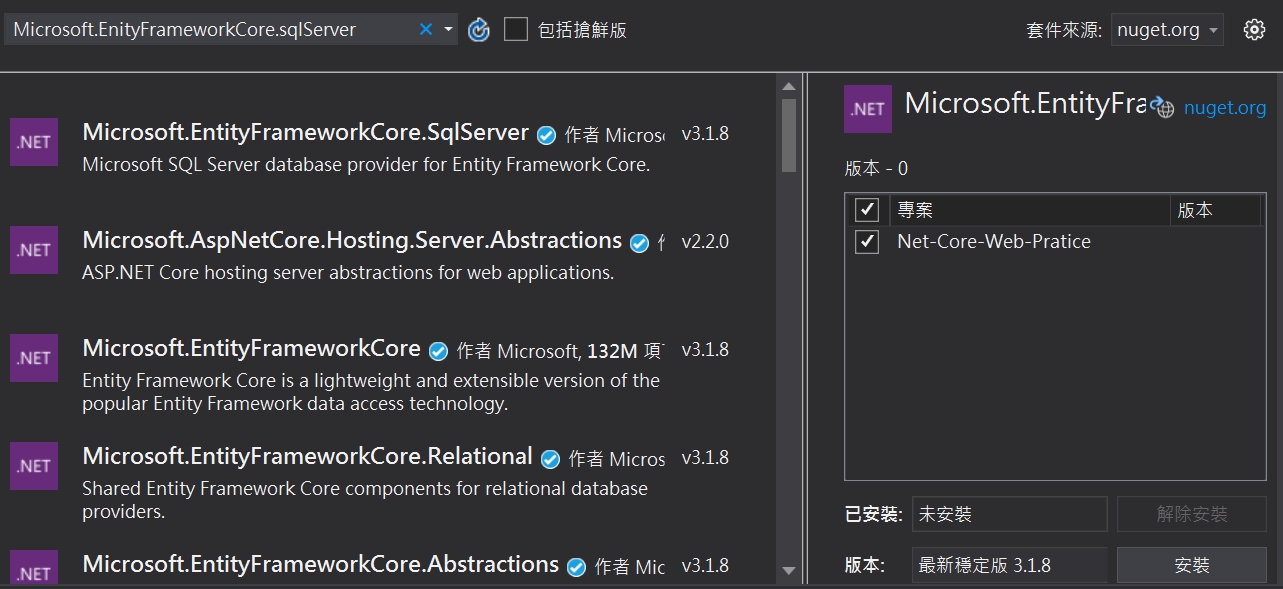 Microsoft.EnityFrameworkCore.sqlServer
包括搶鮮版
套件來源: nuget.org
.NET
Microsoft.EntityFrameworkCore.SqlServer 作者 Microsc v3.1.8
Microsoft SQL Server database provider for Entity Framework Core.
.NET
Microsoft.AspNetCore.Hosting.Server.Abstractions v2.2.0
ASP.NET Core hosting server abstractions for web applications.
.NET
Microsoft.EntityFrameworkCore 作者 Microsoft, 132M 項 v3.1.8
Entity Framework Core is a lightweight and extensible version of the
popular Entity Framework data access technology.
.NET
Microsoft.EntityFrameworkCore.Relational 作者 Micros v3.1.8
Shared Entity Framework Core components for relational database
providers.
.NET
Microsoft.EntityFrameworkCore.Abstractions 作者 Mic v3.1.8
.NET
Microsoft.EntityFra nuget.org
版本 - 0
專案 版本
Net-Core-Web-Pratice
已安裝: 未安裝 解除安裝
版本: 最新穩定版 3.1.8 安裝